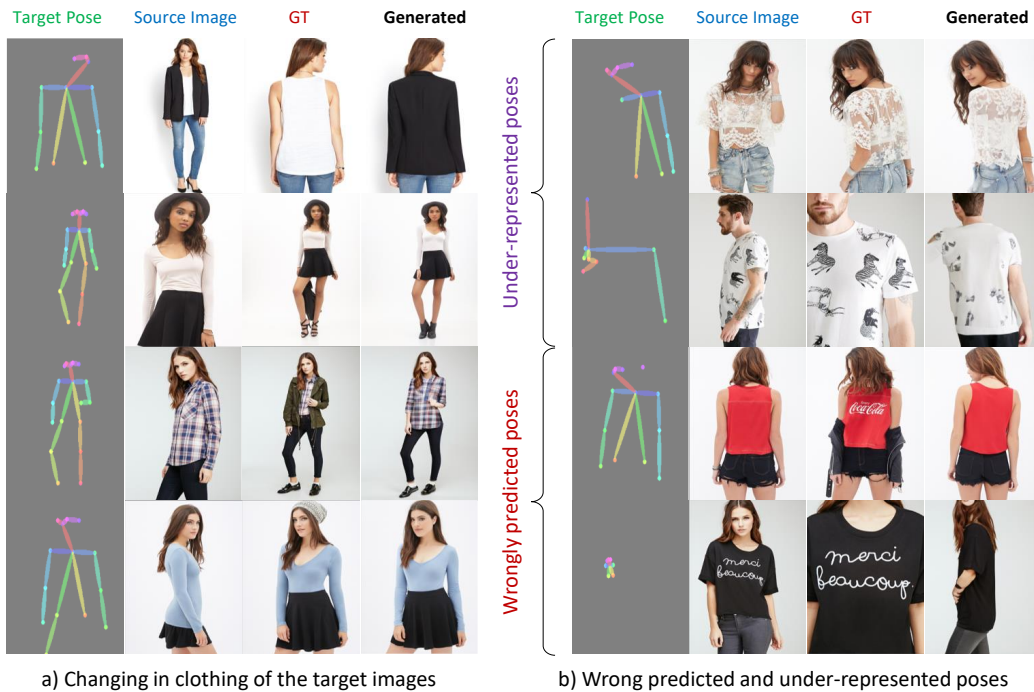 Target Pose Source Image GT Generated
Target Pose Source Image GT Generated
Under-represented poses
Wrongly predicted poses
Coca-Cola
merci
beaucoup.
merci
beaucoup.
a) Changing in clothing of the target images
b) Wrong predicted and under-represented poses